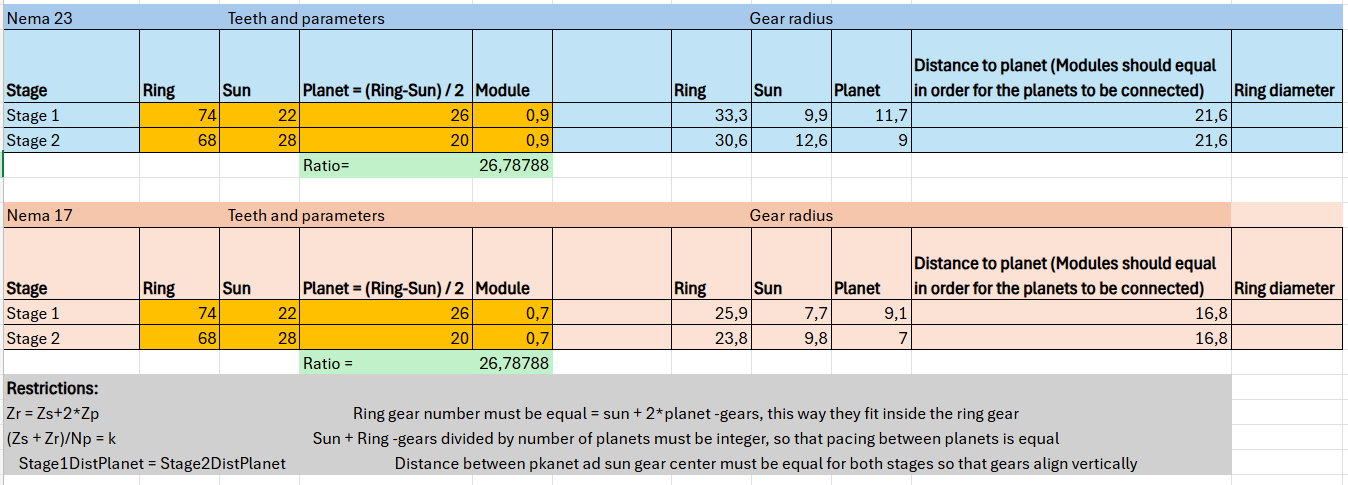 Nema 23 Teeth and parameters Gear radius
Distance to planet (Modules should equal
Stage Ring Sun Planet = (Ring-Sun) / 2 Module Ring Sun Planet in order for the planets to be connected) Ring diameter
Stage 1 74 22 26 0,9 33,3 9,9 11,7 21,6
Stage 2 68 28 20 0,9 30,6 12,6 9 21,6
Ratio= 26,78788
Nema 17 Teeth and parameters Gear radius
Distance to planet (Modules should equal
Stage Ring Sun Planet = (Ring-Sun) / 2 Module Ring Sun Planet in order for the planets to be connected) Ring diameter
Stage 1 74 22 26 0,7 25,9 7,7 9,1 16,8
Stage 2 68 28 20 0,7 23,8 9,8 7 16,8
Ratio = 26,78788
Restrictions:
Zr = Zs+2*Zp Ring gear number must be equal = sun + 2*planet -gears, this way they fit inside the ring gear
(Zs + Zr)/Np = k Sun + Ring -gears divided by number of planets must be integer, so that pacing between planets is equal
Stage1DistPlanet = Stage2DistPlanet Distance between pkanet ad sun gear center must be equal for both stages so that gears align vertically